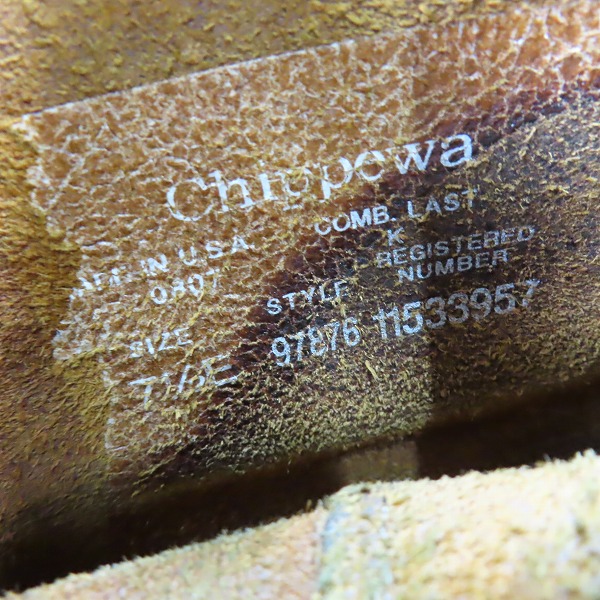 Chippewa
MADE IN U.S.A. COMB. LAST
0807 K
SIZE STYLE REGISTERED NUMBER
7½E 97876 11533957